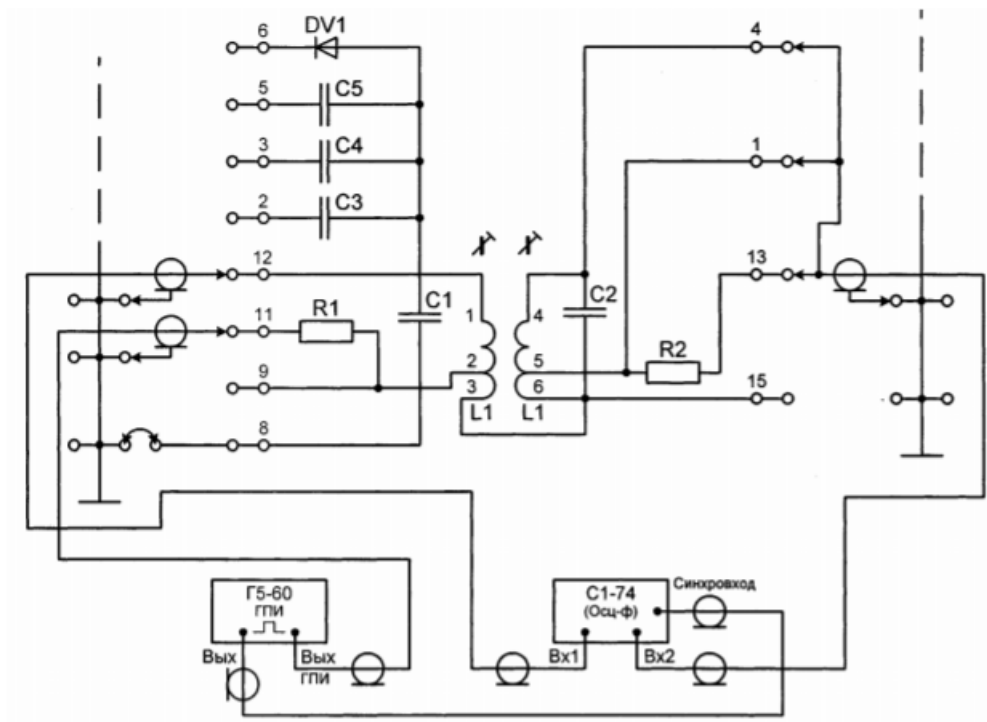 DV1
6
4
5
C5
3
C4
1
2
C3
12
13
C1
C2
11
R1
1
4
R2
2
5
9
3
6
15
L1
L1
8
Г5-60
ГПИ
С1-74
(Осц-ф)
Синхровход
Вых
Вых
ГПИ
Вх1
Вх2